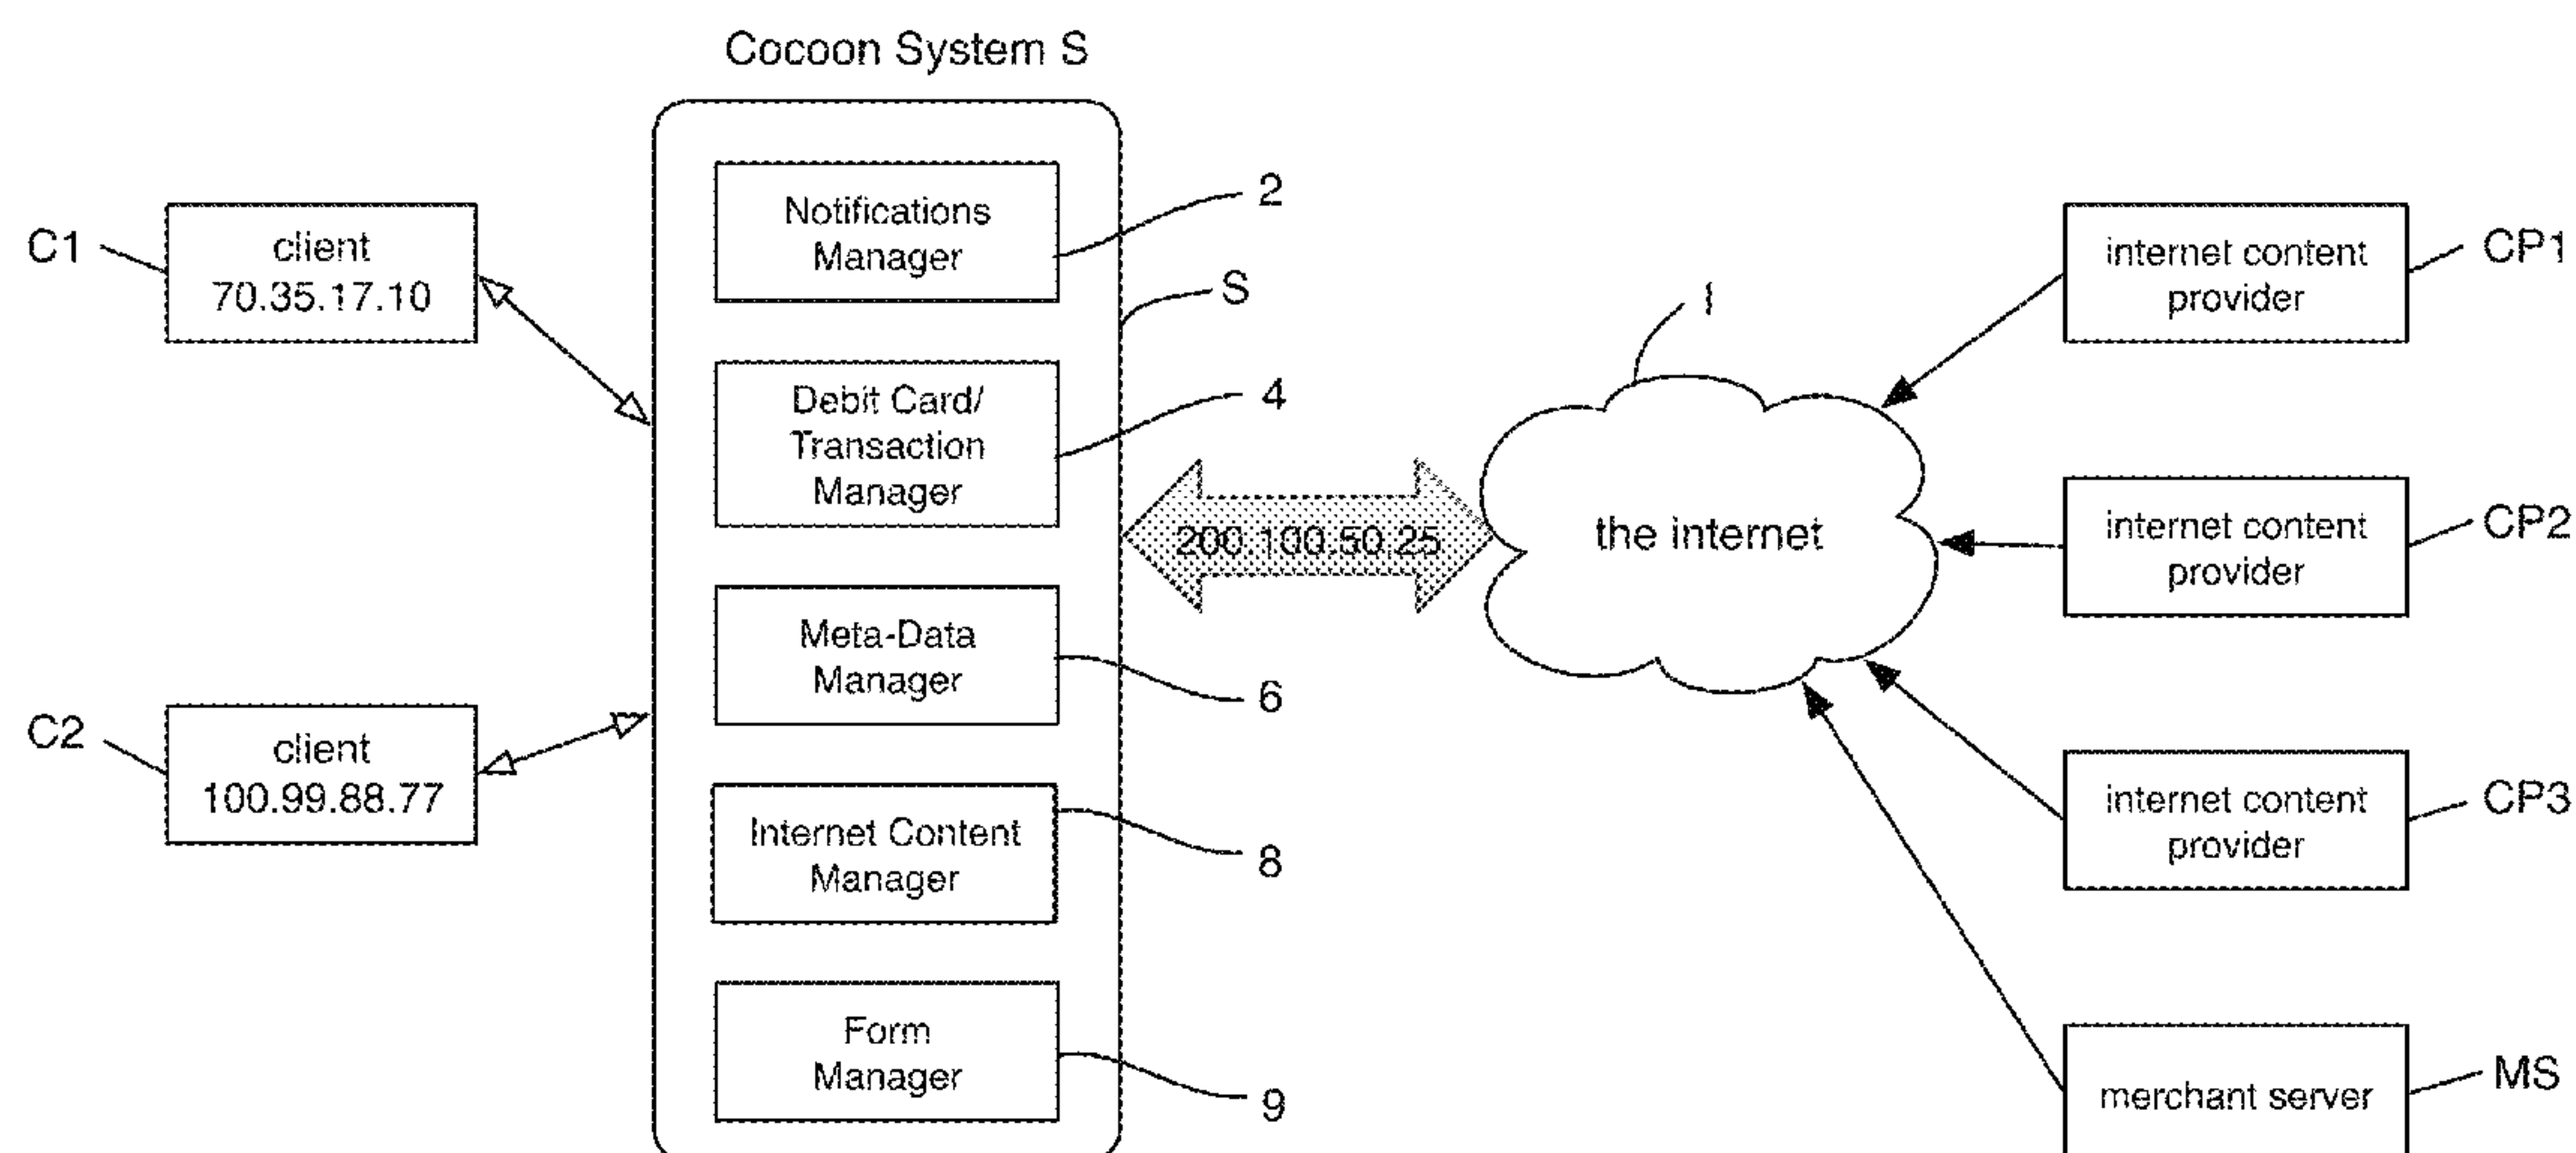 Cocoon System S
C1
client
70.35.17.10
C2
client
100.99.88.77
Notifications
Manager
2
S
Debit Card/
Transaction
Manager
4
Meta-Data
Manager
6
Internet Content
Manager
8
Form
Manager
9
200.100.50.25
I
the internet
internet content
provider
CP1
internet content
provider
CP2
internet content
provider
CP3
merchant server
MS